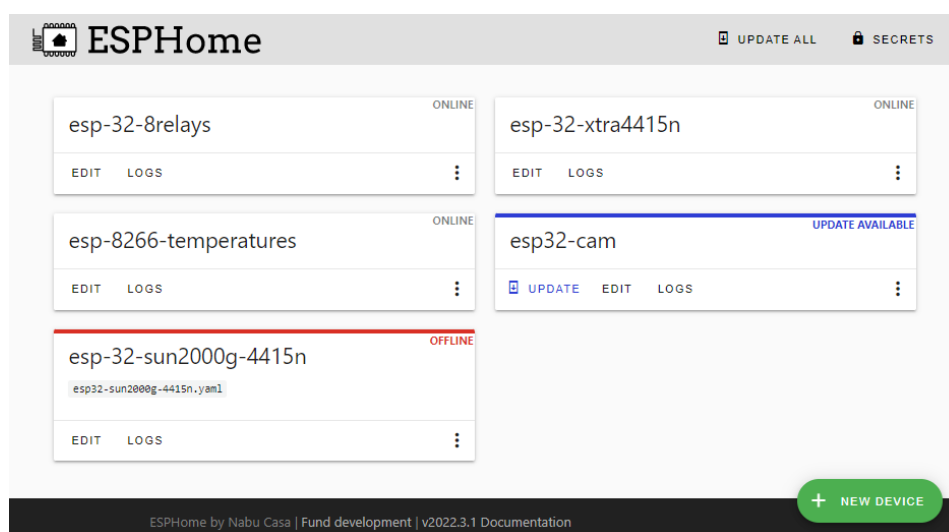 ESPHome
UPDATE ALL SECRETS
ONLINE
esp-32-8relays
EDIT LOGS
ONLINE
esp-32-xtra4415n
EDIT LOGS
ONLINE
esp-8266-temperatures
EDIT LOGS
UPDATE AVAILABLE
esp32-cam
UPDATE EDIT LOGS
OFFLINE
esp-32-sun2000g-4415n
esp32-sun2000g-4415n.yaml
EDIT LOGS
+ NEW DEVICE
ESPHome by Nabu Casa | Fund development | v2022.3.1 Documentation